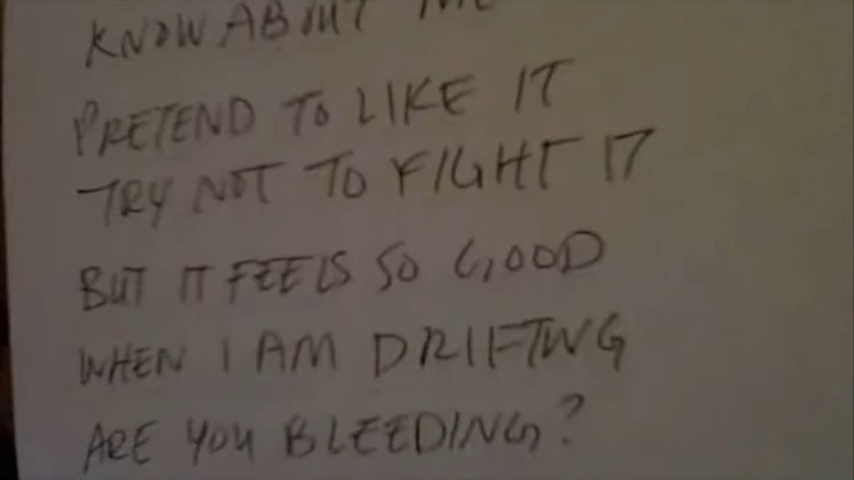 KNOW ABOUT
PRETEND TO LIKE IT
TRY NOT TO FIGHT IT
BUT IT FEELS SO GOOD
WHEN I AM DRIFTING
ARE YOU BLEEDING?